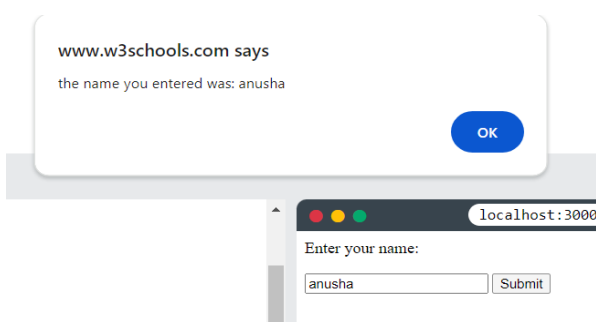 www.w3schools.com says
the name you entered was: anusha
OK
localhost:3000
Enter your name:
anusha Submit